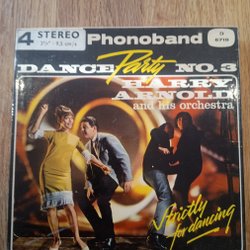 4 STEREO Phonoband
DANCE Party NO. 3
HARRY
ARNOLD
and his orchestra
Strictly
for dancing